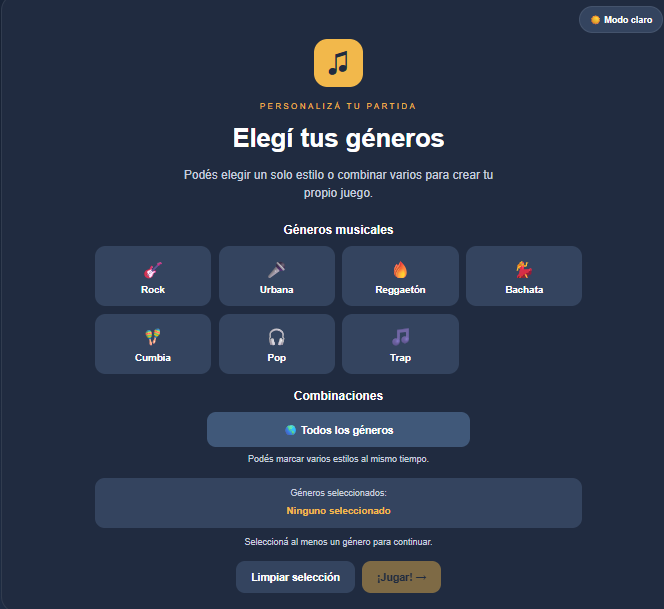 Modo claro
PERSONALIZÁ TU PARTIDA
Elegí tus géneros
Podés elegir un solo estilo o combinar varios para crear tu
propio juego.
Géneros musicales
Rock
Urbana
Reggaetón
Bachata
Cumbia
Pop
Trap
Combinaciones
Todos los géneros
Podés marcar varios estilos al mismo tiempo.
Géneros seleccionados:
Ninguno seleccionado
Seleccioná al menos un género para continuar.
Limpiar selección
¡Jugar! →